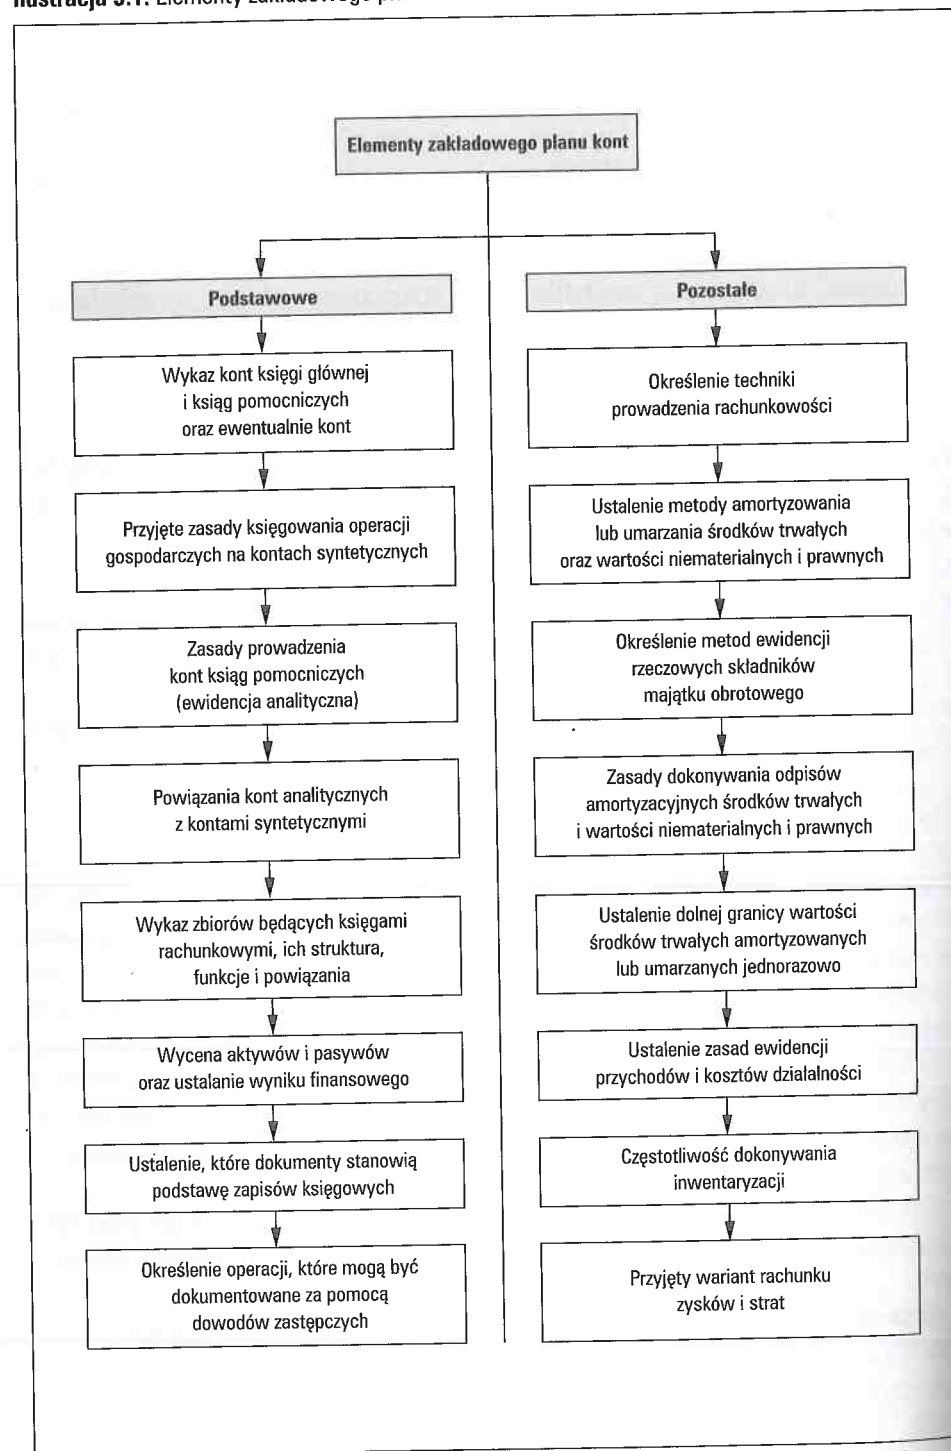 Elementy zakładowego
Elementy zakładowego planu kont
Podstawowe
Wykaz kont księgi głównej
i ksiąg pomocniczych
oraz ewentualnie kont
Przyjęte zasady księgowania operacji
gospodarczych na kontach syntetycznych
Zasady prowadzenia
kont ksiąg pomocniczych
(ewidencja analityczna)
Powiązania kont analitycznych
z kontami syntetycznymi
Wykaz zbiorów będących księgami
rachunkowymi, ich struktura,
funkcje i powiązania
Wycena aktywów i pasywów
oraz ustalanie wyniku finansowego
Ustalenie, które dokumenty stanowią
podstawę zapisów księgowych
Określenie operacji, które mogą być
dokumentowane za pomocą
dowodów zastępczych
Pozostałe
Określenie techniki
prowadzenia rachunkowości
Ustalenie metody amortyzowania
lub umarzania środków trwałych
oraz wartości niematerialnych i prawnych
Określenie metod ewidencji
rzeczowych składników
majątku obrotowego
Zasady dokonywania odpisów
amortyzacyjnych środków trwałych
i wartości niematerialnych i prawnych
Ustalenie dolnej granicy wartości
środków trwałych amortyzowanych
lub umarzanych jednorazowo
Ustalenie zasad ewidencji
przychodów i kosztów działalności
Częstotliwość dokonywania
inwentaryzacji
Przyjęty wariant rachunku
zysków i strat